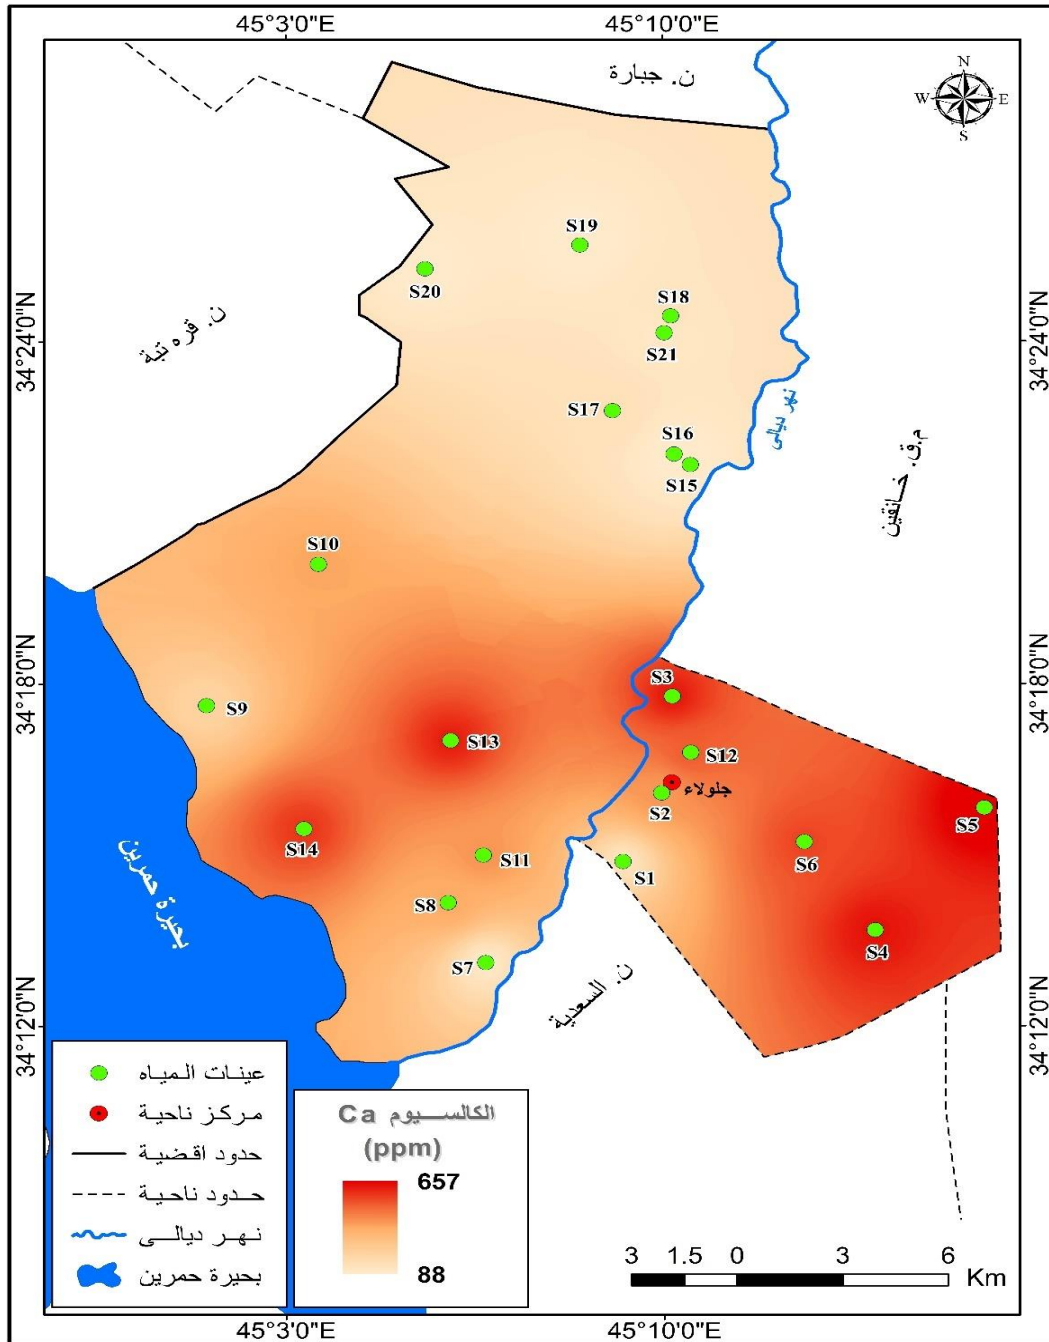 45°3'0"E
45°10'0"E
ن. جبارة
N
W
E
S
S19
S20
S18
34°24'0"N
34°24'0"N
S21
ن. قره تبة
نهر ديالى
S17
S16
S15
م.ق. خانقين
S10
34°18'0"N
34°18'0"N
S3
S9
S13
S12
جلولاء
S2
S5
S14
S6
S11
S1
بحيرة حمرين
S8
S4
S7
ن. السعدية
34°12'0"N
34°12'0"N
عينات المياه
مركز ناحية
حدود اقضية
حدود ناحية
نهر ديالى
بحيرة حمرين
الكالسيوم Ca
(ppm)
657
88
3 1.5 0 3 6
Km
45°3'0"E
45°10'0"E